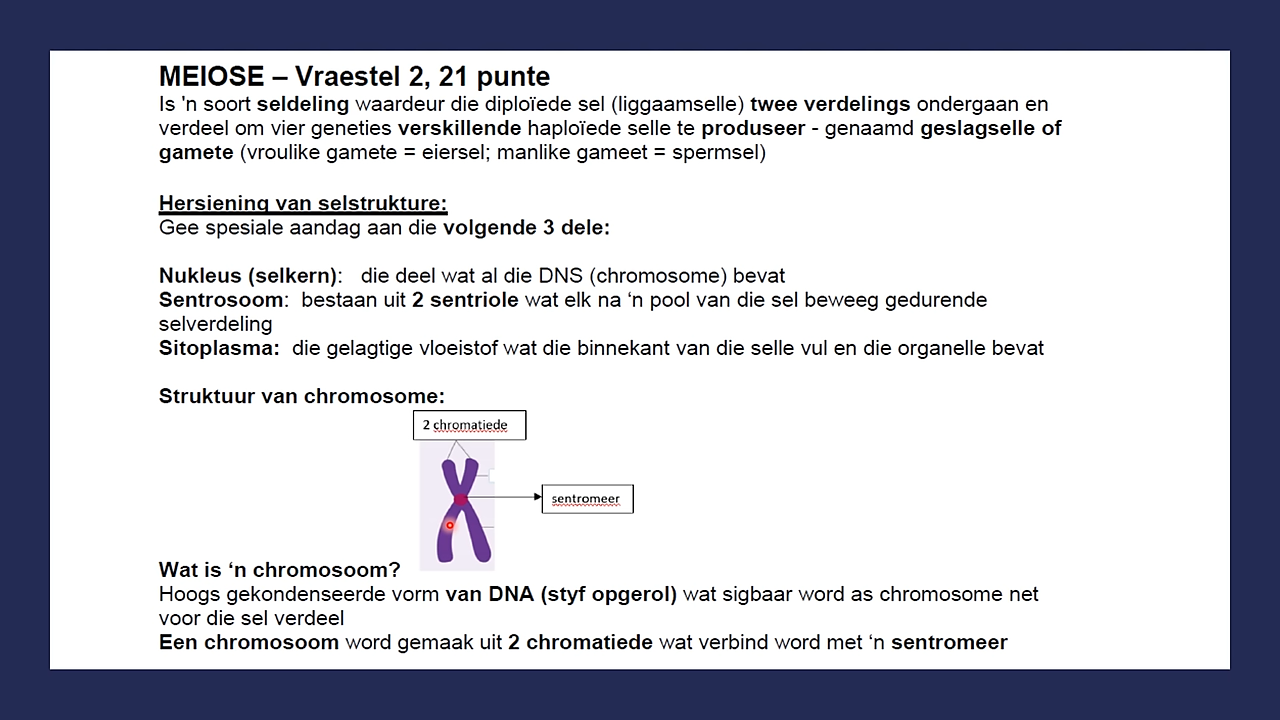 MEIOSE – Vraestel 2, 21 punte
Is 'n soort seldeling waardeur die diploïede sel (liggaamselle) twee verdelings ondergaan en
verdeel om vier geneties verskillende haploïede selle te produseer - genaamd geslagselle of
gamete (vroulike gamete = eiersel; manlike gameet = spermsel)
Hersiening van selstrukture:
Gee spesiale aandag aan die volgende 3 dele:
Nukleus (selkern): die deel wat al die DNS (chromosome) bevat
Sentrosoom: bestaan uit 2 sentriole wat elk na ‘n pool van die sel beweeg gedurende
selverdeling
Sitoplasma: die gelagtige vloeistof wat die binnekant van die selle vul en die organelle bevat
Struktuur van chromosome:
2 chromatiede
sentromeer
Wat is ‘n chromosoom?
Hoogs gekondenseerde vorm van DNA (styf opgerol) wat sigbaar word as chromosome net
voor die sel verdeel
Een chromosoom word gemaak uit 2 chromatiede wat verbind word met ‘n sentromeer